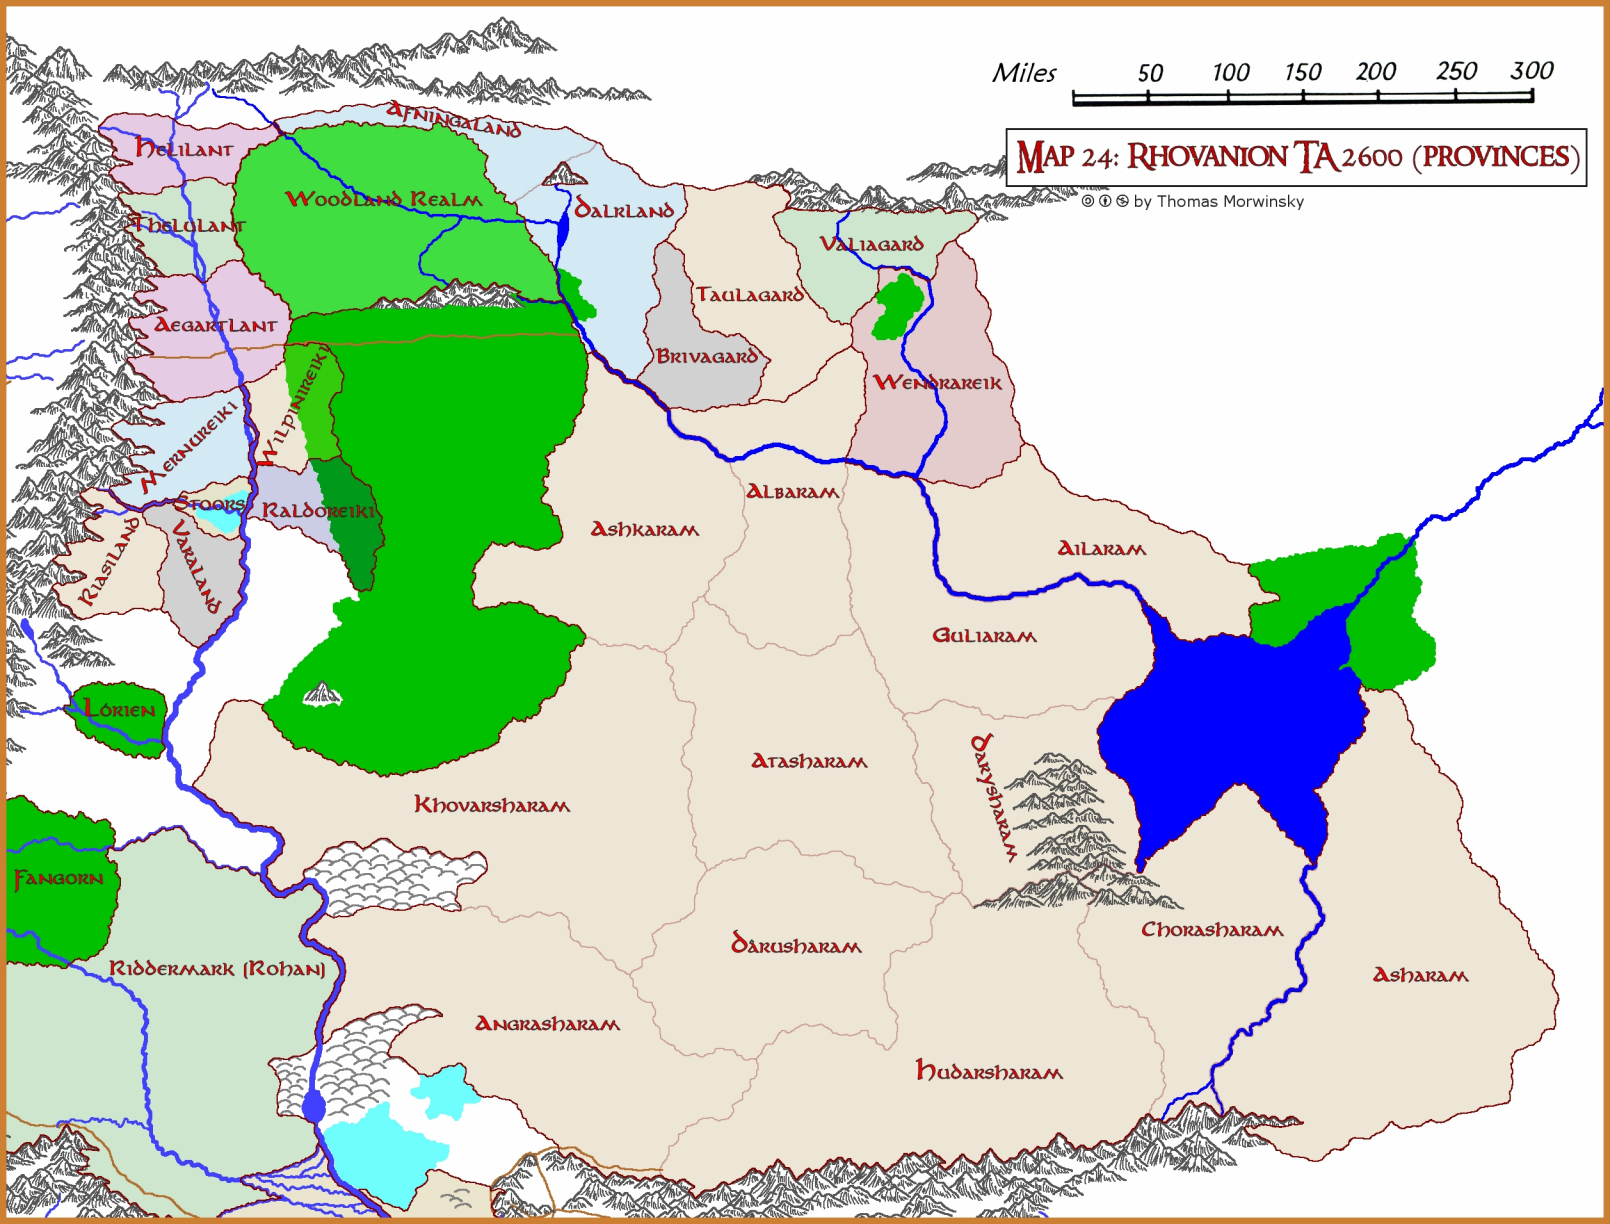 Miles 50 100 150 200 250 300
Map 24: Rhovanion TA 2600 (provinces)
by Thomas Morwinsky
Afningaland
Helilant
Woodland Realm
Dalrland
Thelulant
Valiagard
Taulagard
Aegartlant
Brivagard
Wilpinireiki
Wendrareik
Mernureiki
Albaram
Stoors
Raldoreiki
Ashkaram
Ailaram
Riasiland
Varaland
Guliaram
Lórien
Atasharam
Darysharam
Khovarsharam
Fangorn
Chorasharam
Dârusharam
Riddermark (Rohan)
Asharam
Angrasharam
Hudarsharam